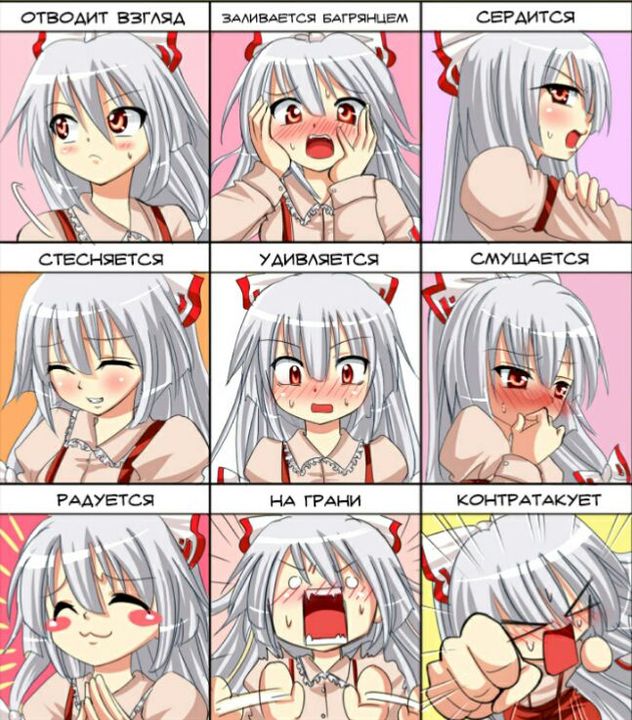 ОТВОДИТ ВЗГЛЯД
ЗАЛИВАЕТСЯ БАГРЯНЦЕМ
СЕРДИТСЯ
СТЕСНЯЕТСЯ
УДИВЛЯЕТСЯ
СМУЩАЕТСЯ
РАДУЕТСЯ
НА ГРАНИ
КОНТРАТАКУЕТ